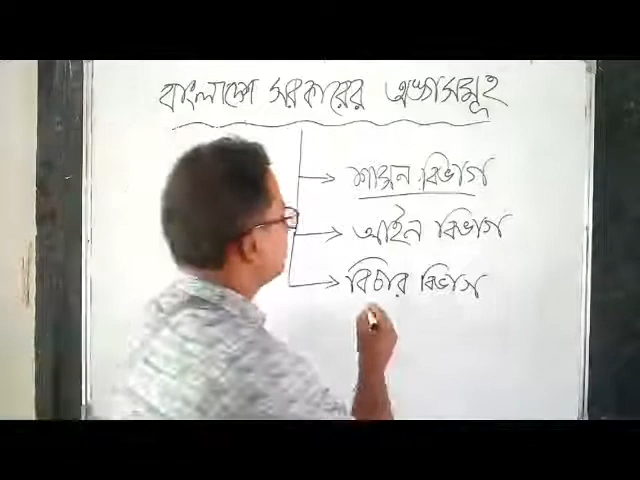 বাংলাদেশ সরকারের অঙ্গসমূহ
শাসন বিভাগ
আইন বিভাগ
বিচার বিভাগ